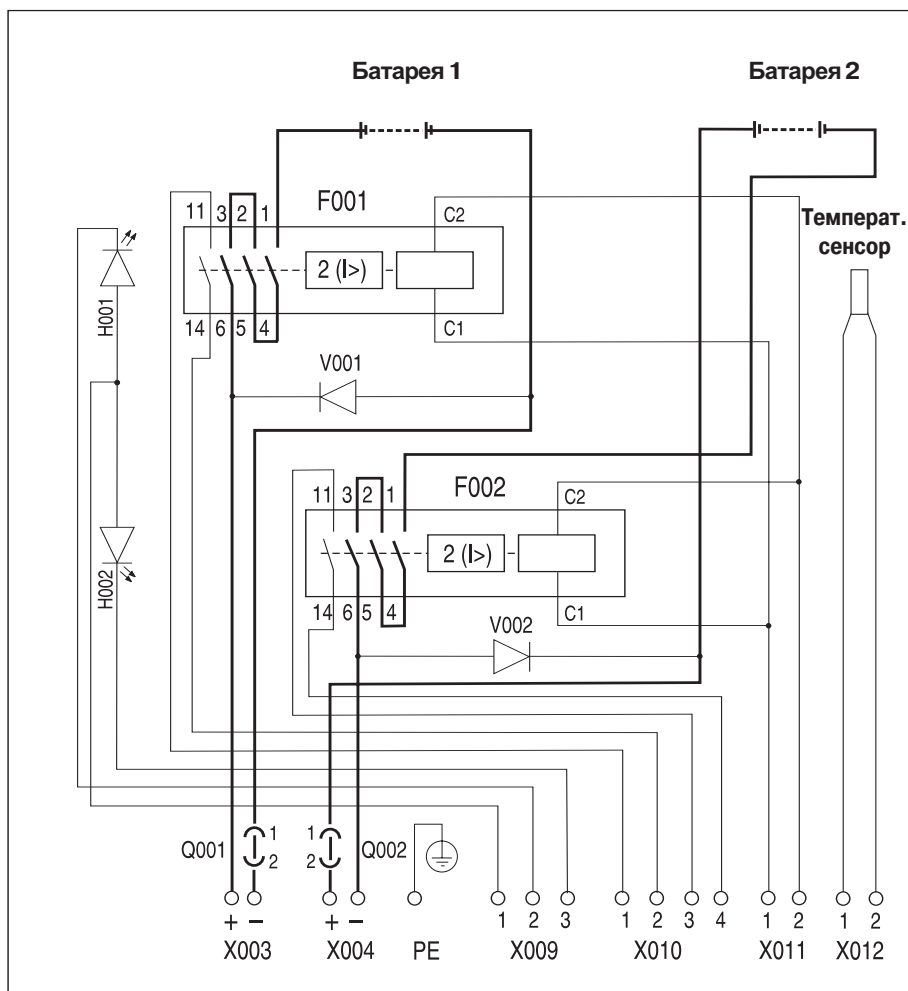 Батарея 1 Батарея 2
11 3 2 1 F001 C2
Температ.
сенсор
2 (I>)
H001
14 6 5 4 C1
V001
11 3 2 1 F002 C2
2 (I>)
H002
14 6 5 4 C1
V002
Q001 1 2 1 2 Q002
+ − + − 1 2 3 1 2 3 4 1 2 1 2
X003 X004 PE X009 X010 X011 X012